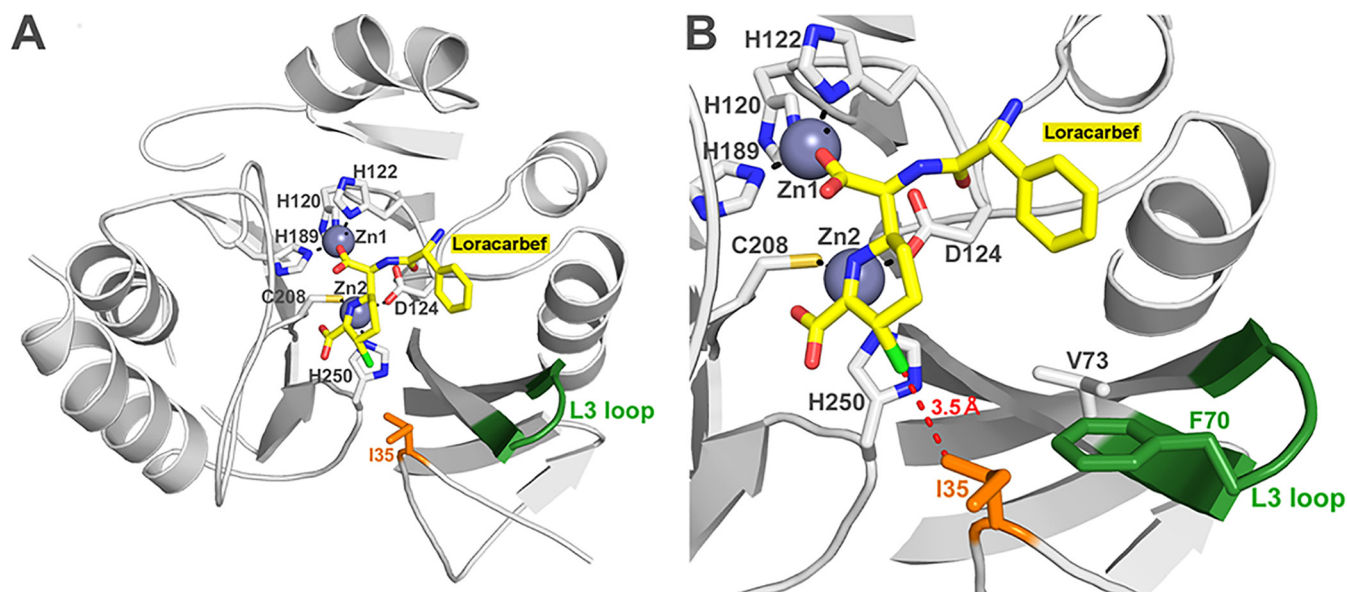 A
H122
H120
H189
Zn1
Loracarbef
Zn2
C208
D124
H250
L3 loop
I35
B
H122
H120
Loracarbef
H189
Zn1
C208
Zn2
D124
V73
H250
3.5 Å
F70
I35
L3 loop